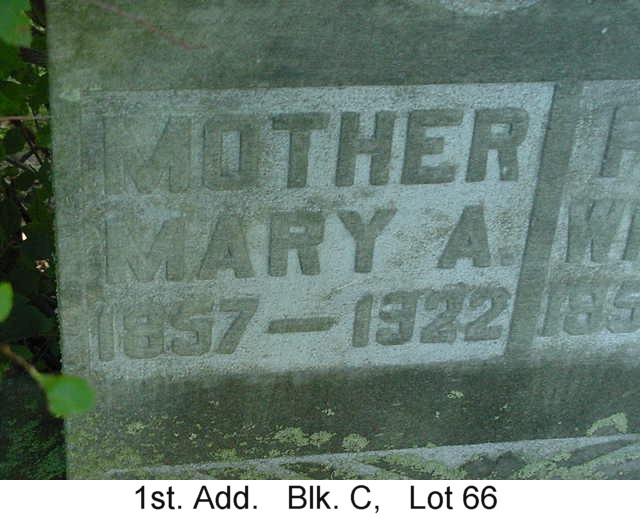 MOTHER
MARY A.
1857 — 1922
1st. Add. Blk. C, Lot 66